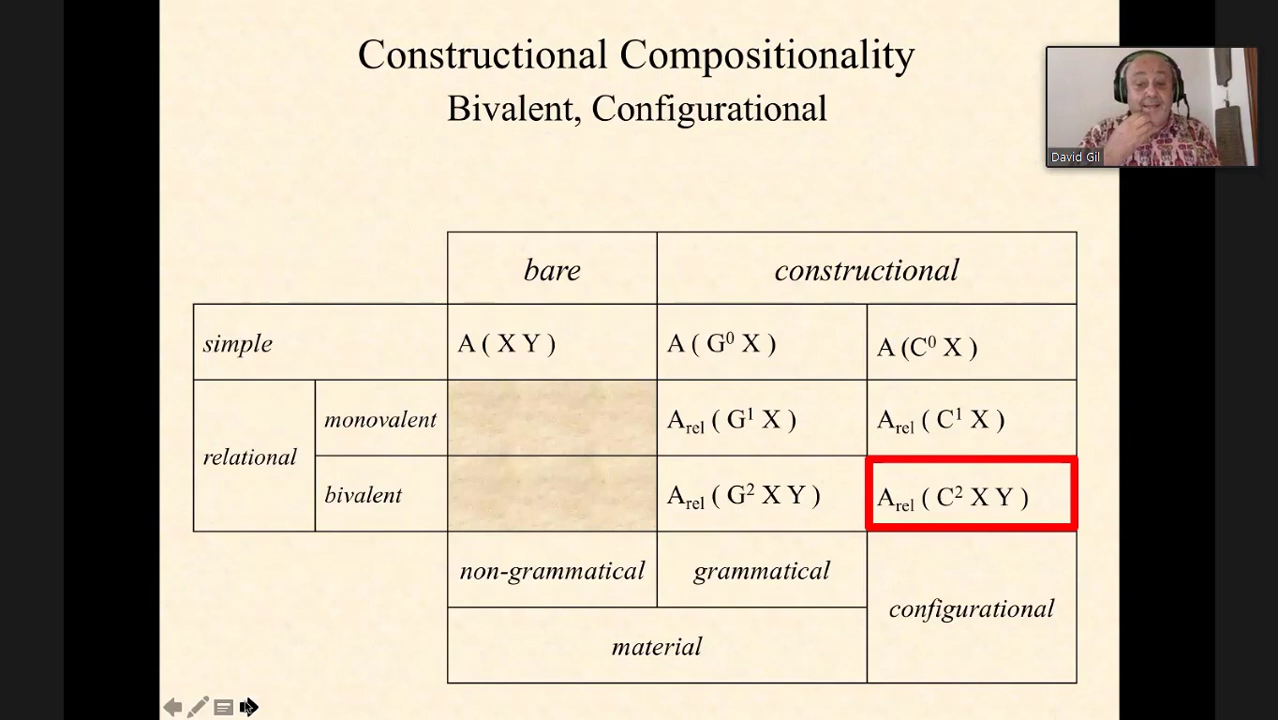 Constructional Compositionality
Bivalent, Configurational
David Gil
bare constructional
simple A ( X Y ) A ( G⁰ X ) A (C⁰ X )
monovalent Arel ( G¹ X ) Arel ( C¹ X )
relational
bivalent Arel ( G² X Y ) Arel ( C² X Y )
non-grammatical grammatical
configurational
material